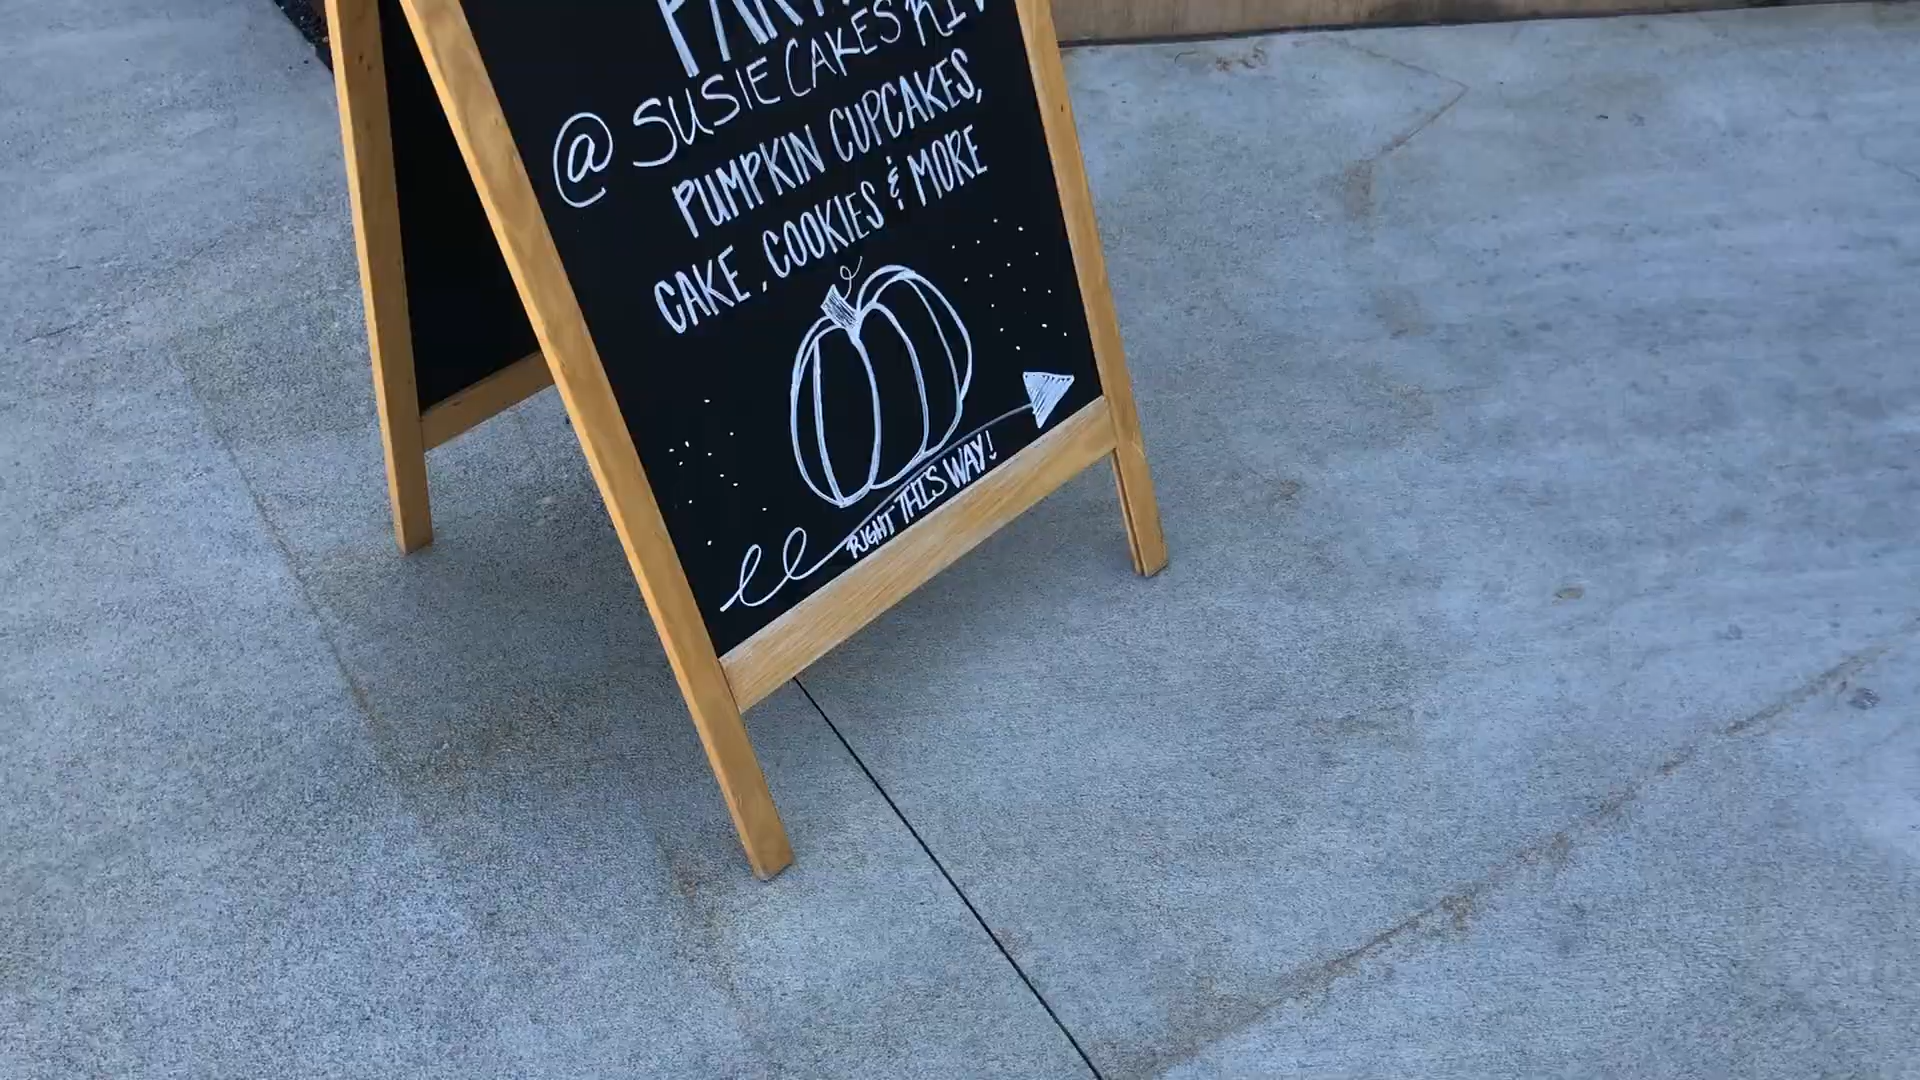 @ SUSIE CAKES
PUMPKIN CUPCAKES,
CAKE, COOKIES & MORE
RIGHT THIS WAY!